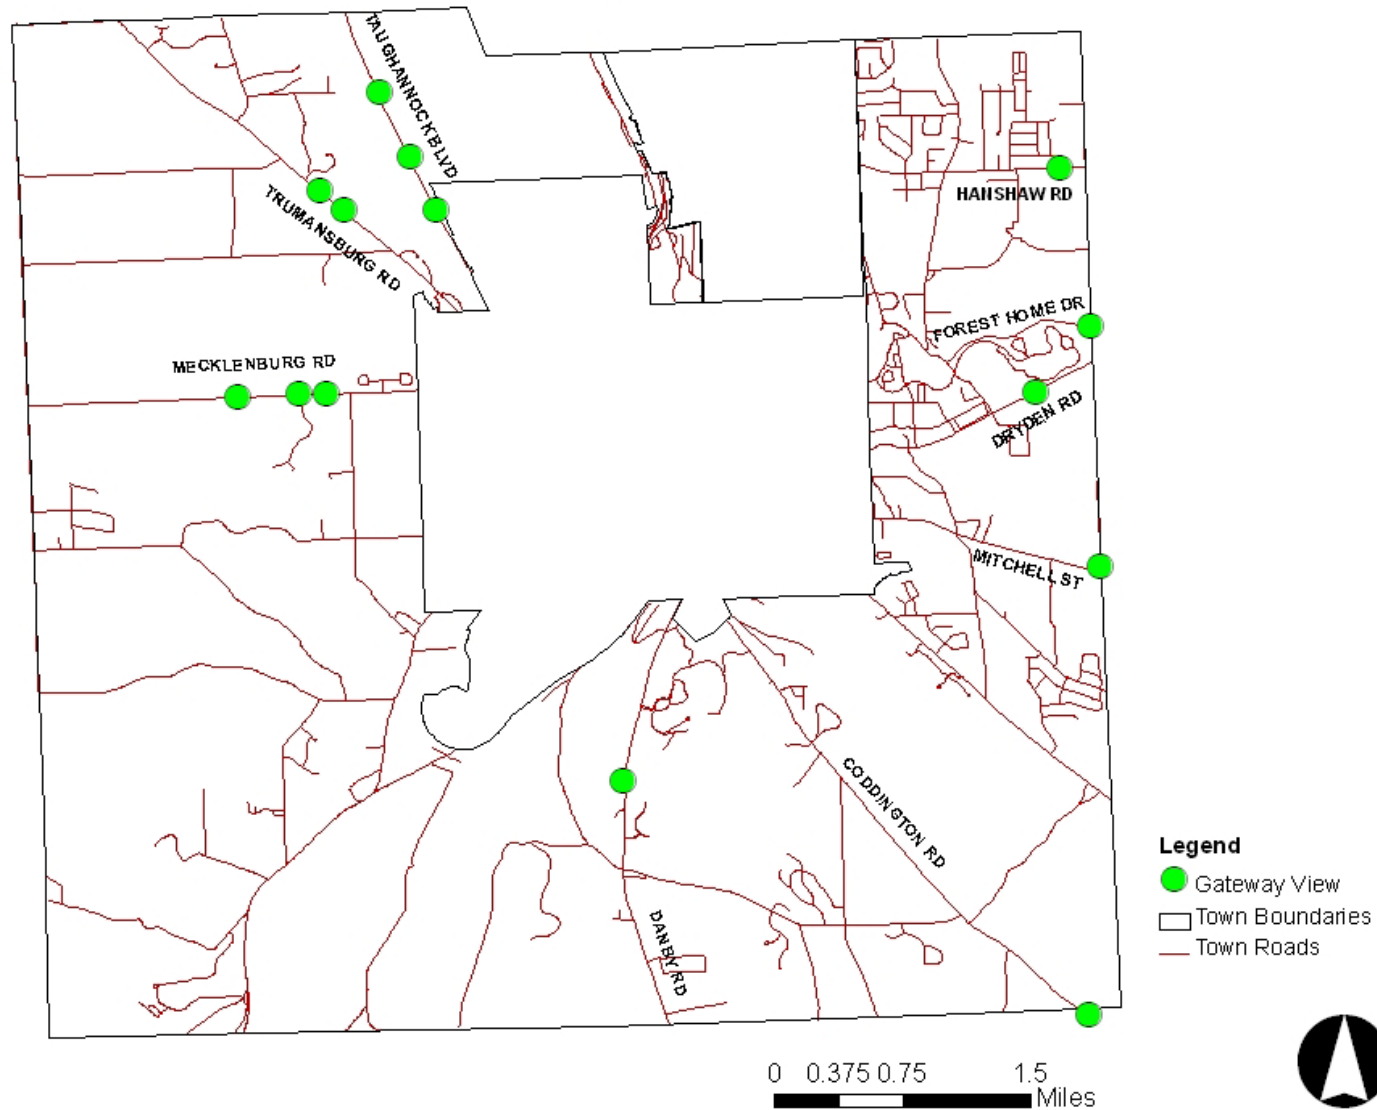 TAUGHANNOCK BLVD
HANSHAW RD
TRUMANSBURG RD
FOREST HOME DR
MECKLENBURG RD
DRYDEN RD
MITCHELL ST
CODDINGTON RD
DANBY RD
Legend
Gateway View
Town Boundaries
Town Roads
0 0.375 0.75 1.5
Miles